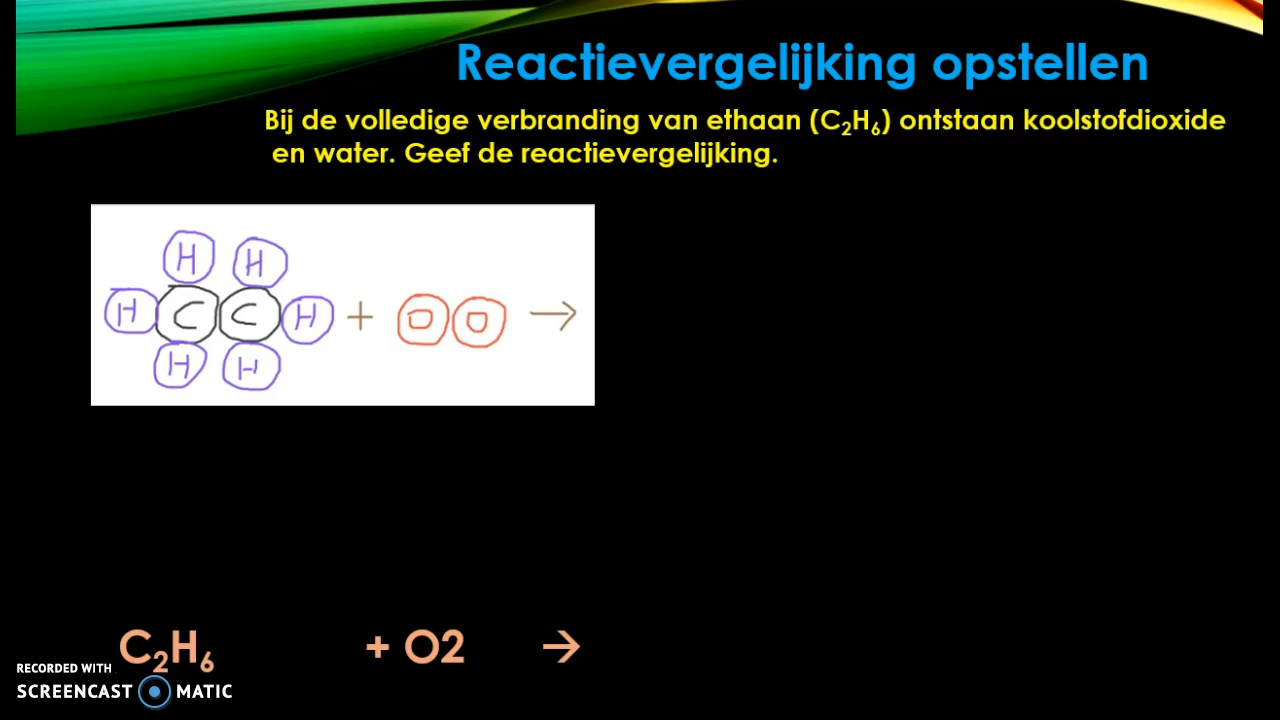 Reactievergelijking opstellen
Bij de volledige verbranding van ethaan (C₂H₆) ontstaan koolstofdioxide
en water. Geef de reactievergelijking.
H H
H C C H + O O →
H H
C₂H₆ + O2 →
RECORDED WITH
SCREENCAST MATIC